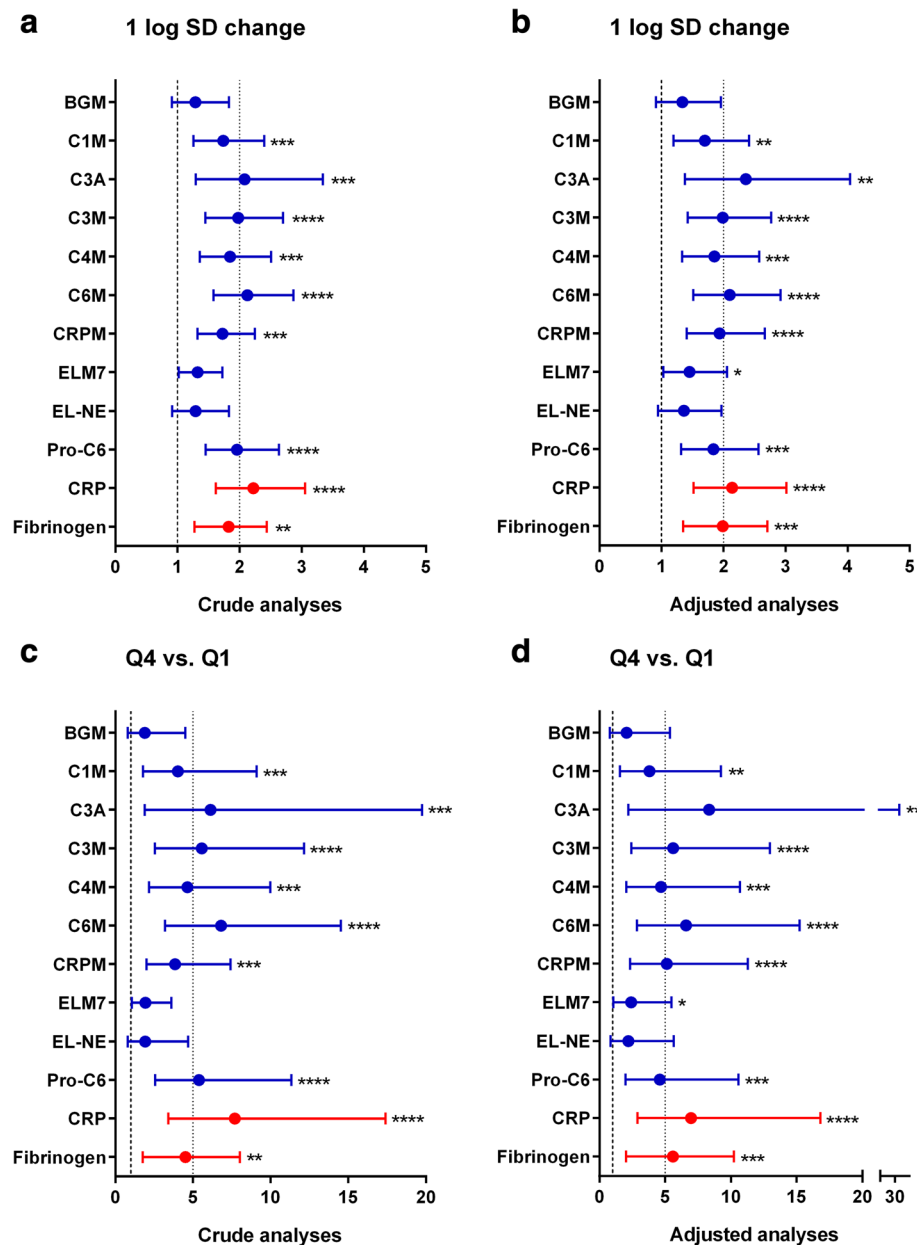 a 1 log SD change
BGM
C1M ***
C3A ***
C3M ****
C4M ***
C6M ****
CRPM ***
ELM7
EL-NE
Pro-C6 ****
CRP ****
Fibrinogen **
0 1 2 3 4 5
Crude analyses
b 1 log SD change
BGM
C1M **
C3A **
C3M ****
C4M ***
C6M ****
CRPM ****
ELM7 *
EL-NE
Pro-C6 ***
CRP ****
Fibrinogen ***
0 1 2 3 4 5
Adjusted analyses
c Q4 vs. Q1
BGM
C1M ***
C3A ***
C3M ****
C4M ***
C6M ****
CRPM ***
ELM7
EL-NE
Pro-C6 ****
CRP ****
Fibrinogen **
0 5 10 15 20
Crude analyses
d Q4 vs. Q1
BGM
C1M **
C3A **
C3M ****
C4M ***
C6M ****
CRPM ****
ELM7 *
EL-NE
Pro-C6 ***
CRP ****
Fibrinogen ***
0 5 10 15 20 30
Adjusted analyses